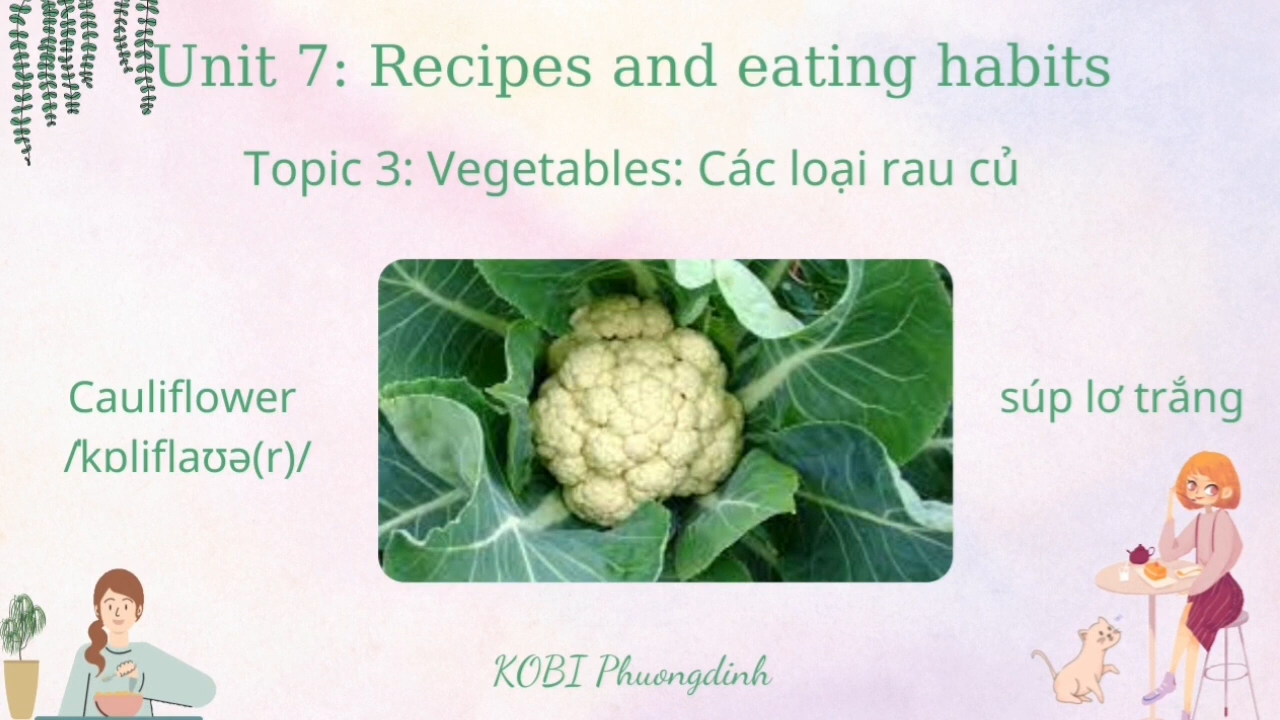 Unit 7: Recipes and eating habits
Topic 3: Vegetables: Các loại rau củ
Cauliflower
/ˈkɒliflaʊə(r)/
súp lơ trắng
KOBI Phuongdinh